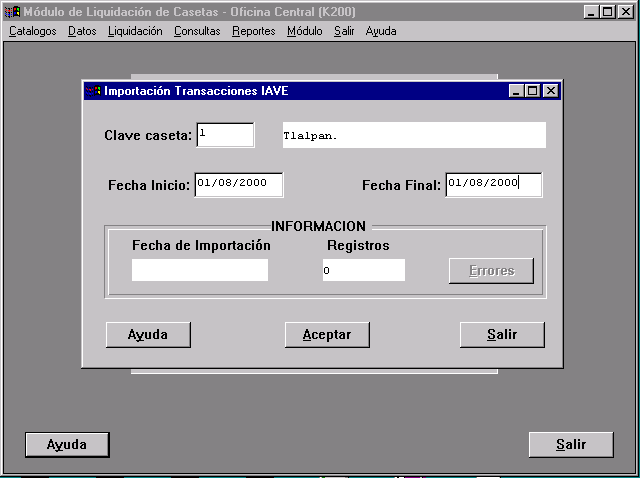 Módulo de Liquidación de Casetas - Oficina Central (K200)
Catalogos Datos Liquidación Consultas Reportes Módulo Salir Ayuda
Importación Transacciones IAVE
Clave caseta: 1 Tlalpan.
Fecha Inicio: 01/08/2000 Fecha Final: 01/08/2000
INFORMACION
Fecha de Importación Registros
0 Errores
Ayuda Aceptar Salir
Ayuda Salir